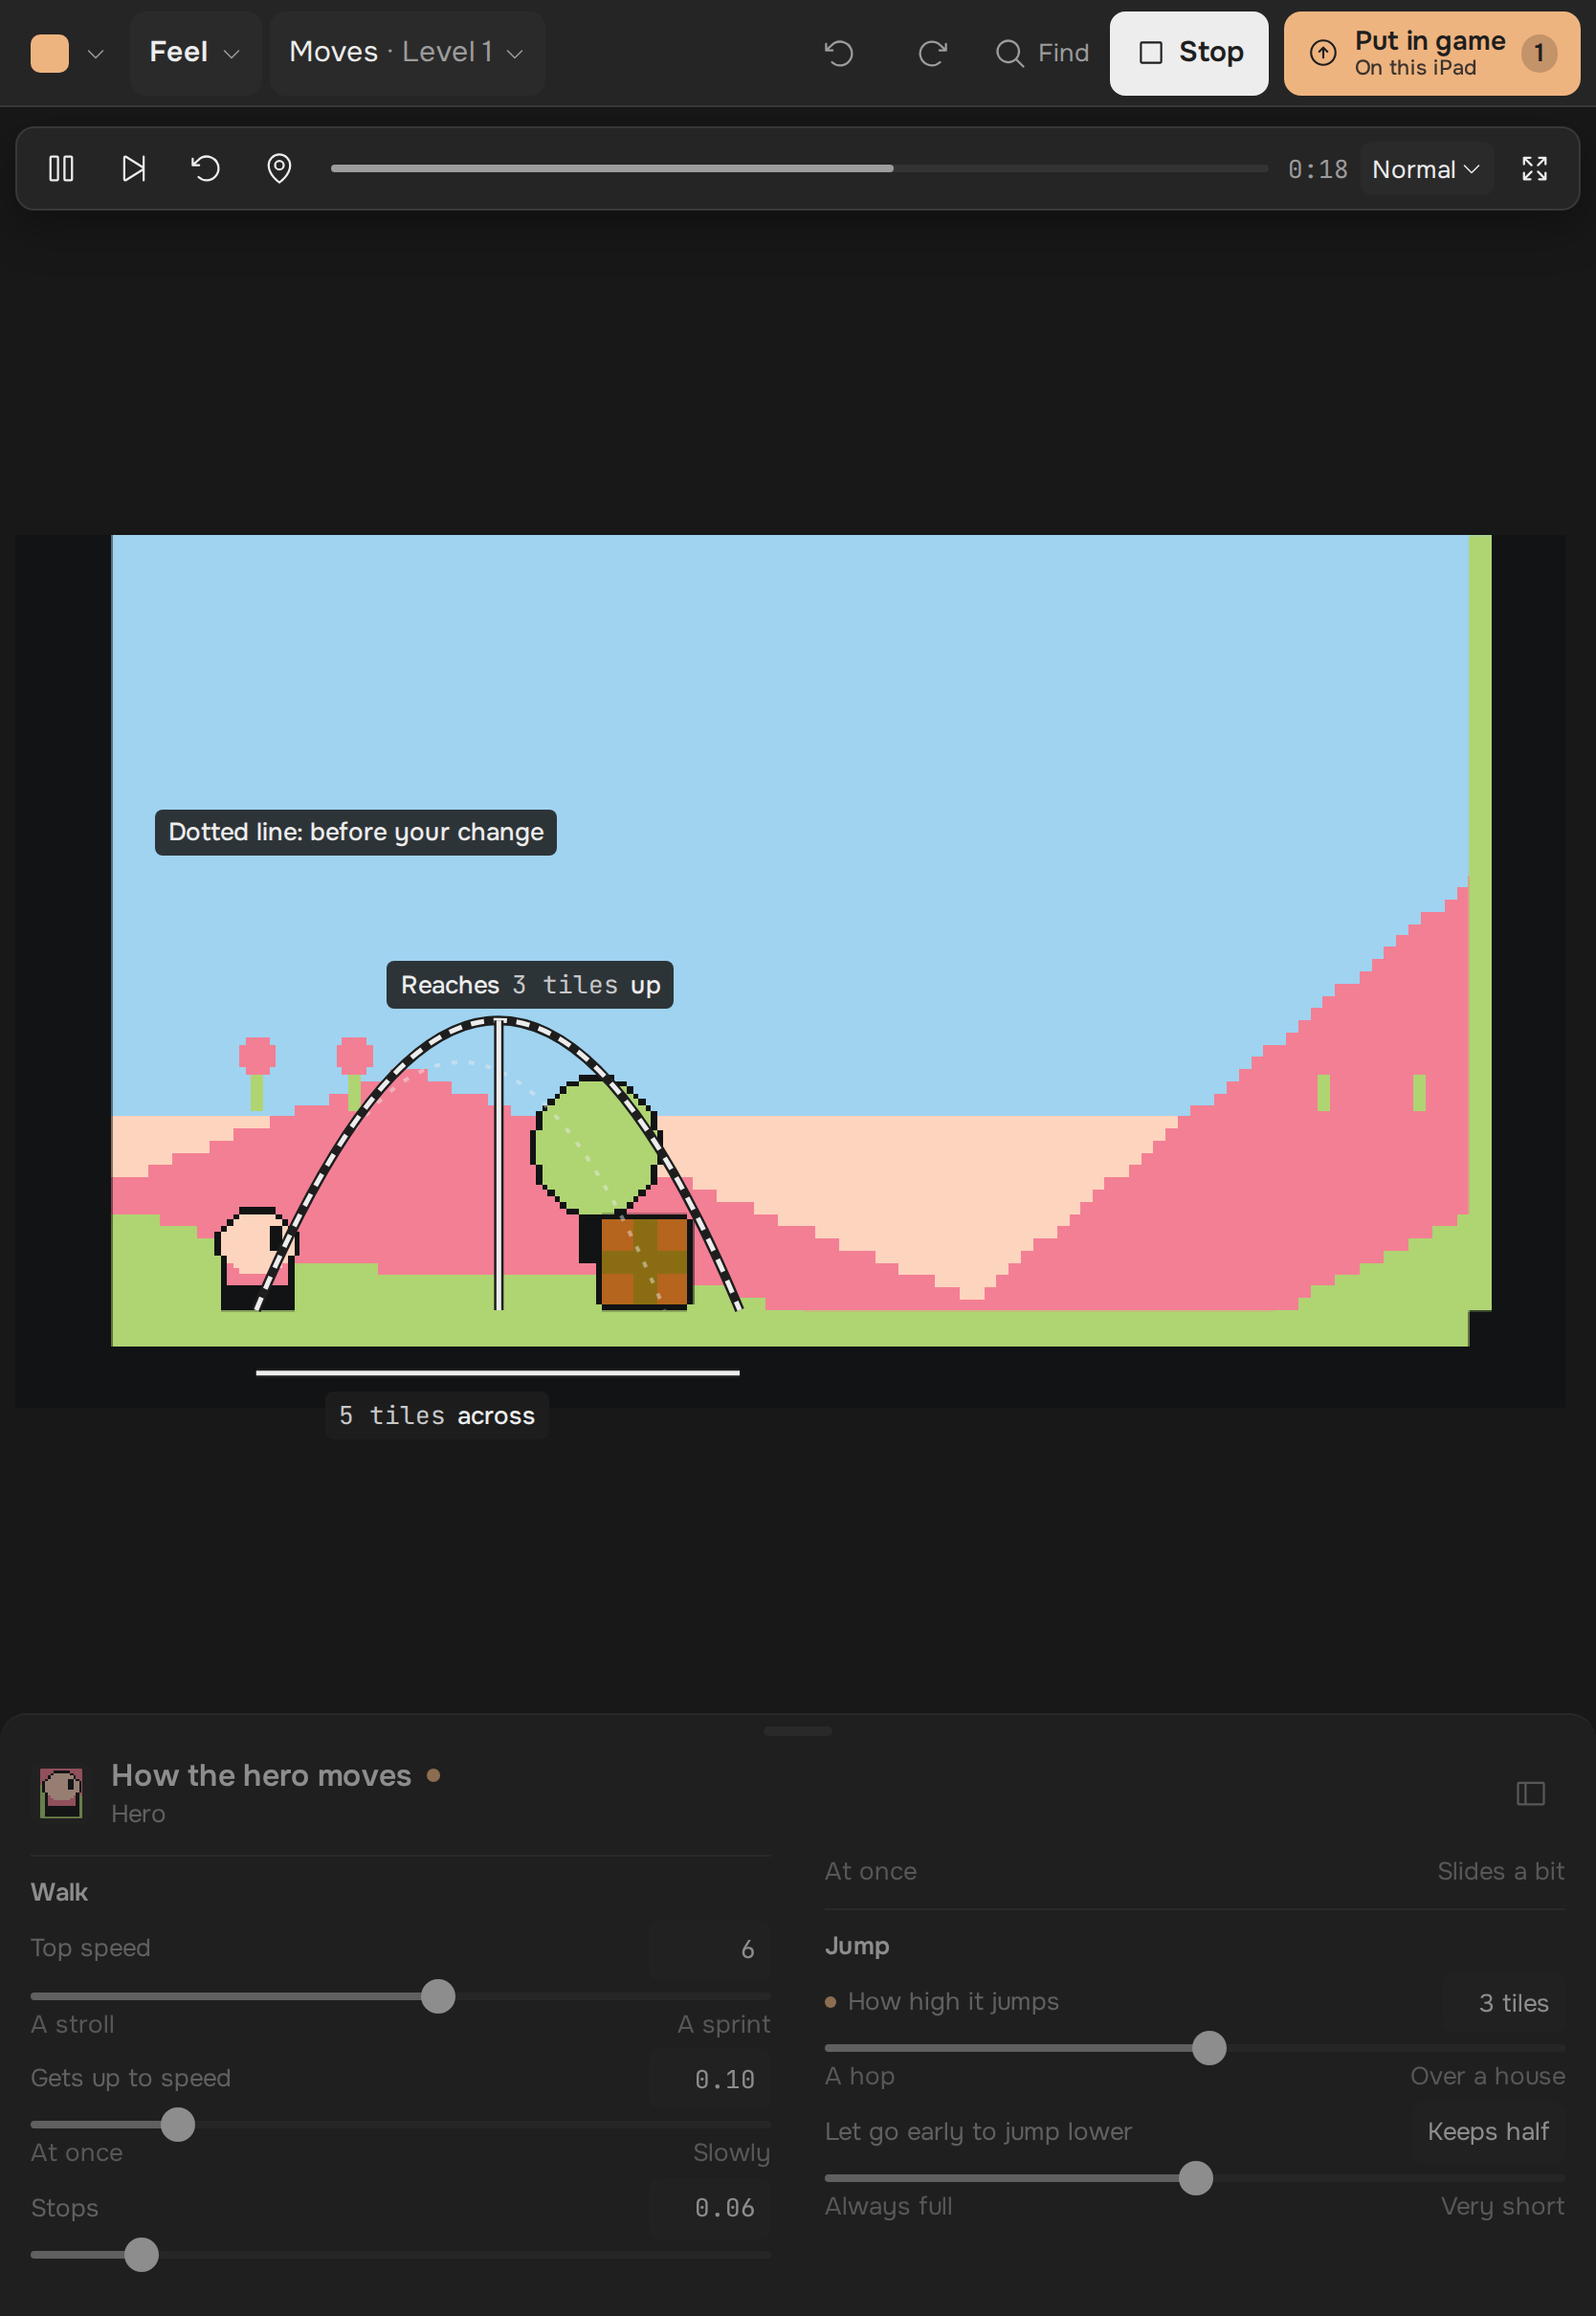 Feel
Moves · Level 1
Find
Stop
Put in game
On this iPad
1
0:18
Normal
Dotted line: before your change
Reaches 3 tiles up
5 tiles across
How the hero moves
Hero
Walk
Top speed
6
A stroll
A sprint
Gets up to speed
0.10
At once
Slowly
Stops
0.06
At once
Slides a bit
Jump
How high it jumps
3 tiles
A hop
Over a house
Let go early to jump lower
Keeps half
Always full
Very short